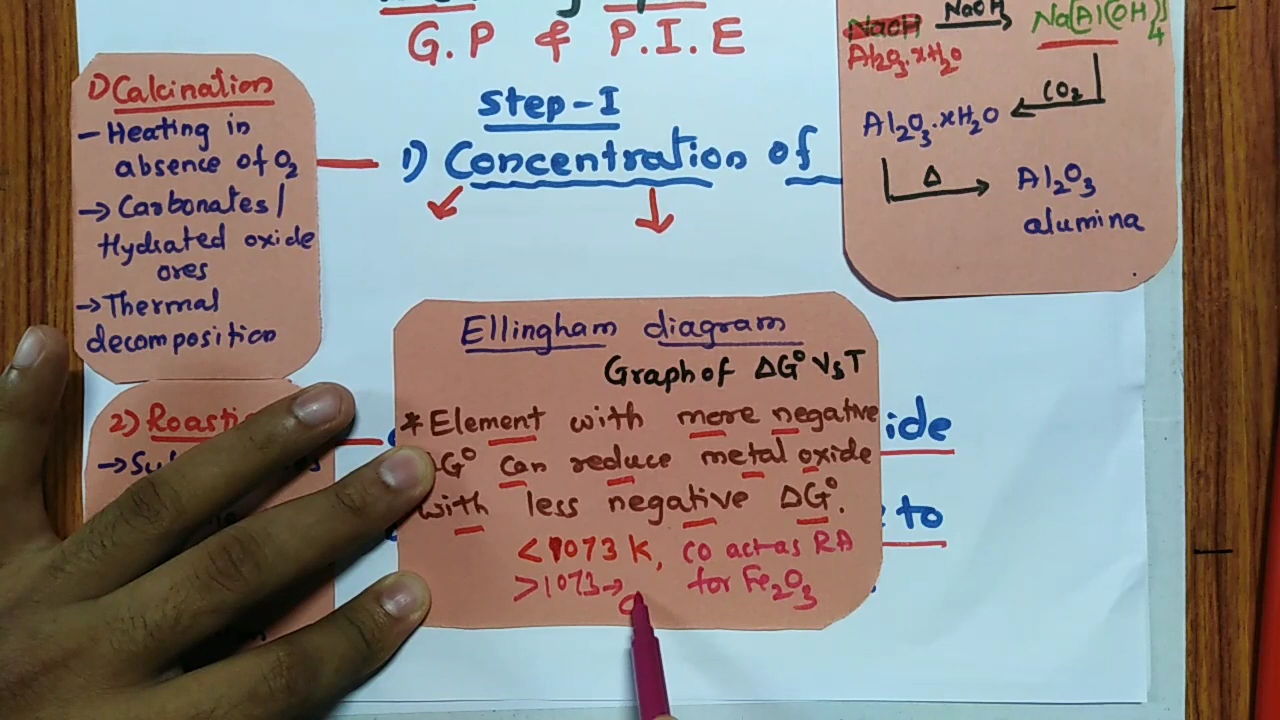 G.P & P.I.E
Step-I
1) Concentration of
1) Calcination
- Heating in
absence of O₂
→ Carbonates/
Hydrated oxide
ores
→ Thermal
decomposition
2)
NaOH
NaOH
Na[Al(OH)₄]
Al₂O₃.xH₂O
CO₂
Al₂O₃.xH₂O
Δ
Al₂O₃
alumina
Ellingham diagram
Graph of ΔG° Vs T
* Element with more negative
G° can reduce metal oxide
with less negative ΔG°.
<1073 K, CO act as RA
>1073→ C for Fe₂O₃
ide
to